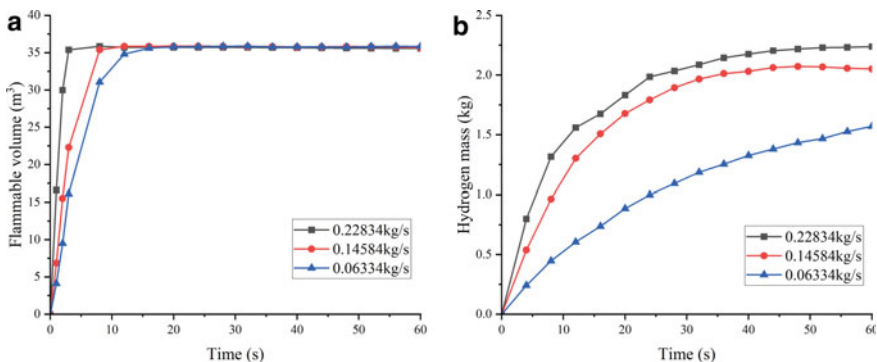 a
40
35
30
25
20
15
10
5
0
Flammable volume (m³)
0.22834kg/s
0.14584kg/s
0.06334kg/s
0 10 20 30 40 50 60
Time (s)
b
2.5
2.0
1.5
1.0
0.5
0.0
Hydrogen mass (kg)
0.22834kg/s
0.14584kg/s
0.06334kg/s
0 10 20 30 40 50 60
Time (s)